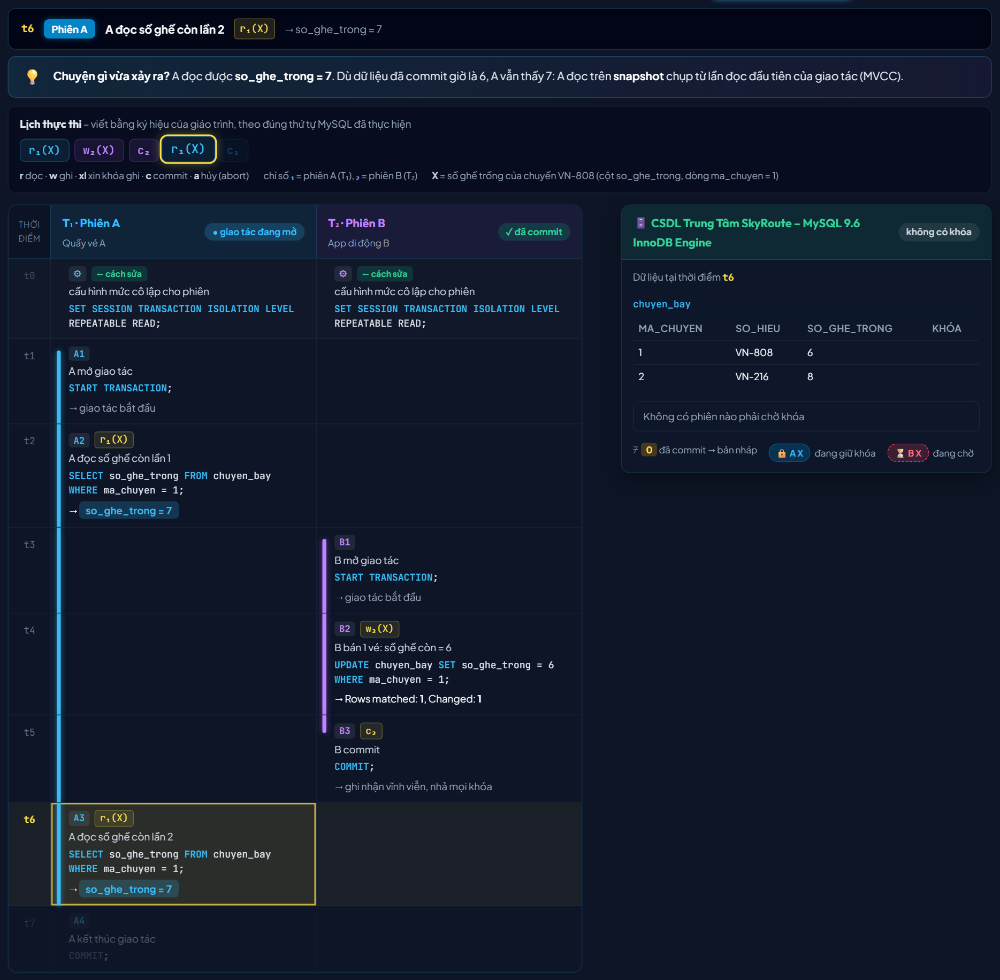 t6 Phiên A A đọc số ghế còn lần 2 r₁(X) → so_ghe_trong = 7
💡 Chuyện gì vừa xảy ra? A đọc được so_ghe_trong = 7. Dù dữ liệu đã commit giờ là 6, A vẫn thấy 7: A đọc trên snapshot chụp từ lần đọc đầu tiên của giao tác (MVCC).
Lịch thực thi – viết bằng ký hiệu của giáo trình, theo đúng thứ tự MySQL đã thực hiện
r₁(X) w₂(X) c₂ r₁(X) c₁
r đọc · w ghi · xl xin khóa ghi · c commit · a hủy (abort) chỉ số ₁ = phiên A (T₁), ₂ = phiên B (T₂) X = số ghế trống của chuyến VN-808 (cột so_ghe_trong, dòng ma_chuyen = 1)
THỜI ĐIỂM
T₁ · Phiên A
Quầy vé A
● giao tác đang mở
T₂ · Phiên B
App di động B
✓ đã commit
t0
⚙ ← cách sửa
cấu hình mức cô lập cho phiên
SET SESSION TRANSACTION ISOLATION LEVEL
REPEATABLE READ;
⚙ ← cách sửa
cấu hình mức cô lập cho phiên
SET SESSION TRANSACTION ISOLATION LEVEL
REPEATABLE READ;
t1
A1
A mở giao tác
START TRANSACTION;
→ giao tác bắt đầu
t2
A2 r₁(X)
A đọc số ghế còn lần 1
SELECT so_ghe_trong FROM chuyen_bay
WHERE ma_chuyen = 1;
→ so_ghe_trong = 7
t3
B1
B mở giao tác
START TRANSACTION;
→ giao tác bắt đầu
t4
B2 w₂(X)
B bán 1 vé: số ghế còn = 6
UPDATE chuyen_bay SET so_ghe_trong = 6
WHERE ma_chuyen = 1;
→ Rows matched: 1, Changed: 1
t5
B3 c₂
B commit
COMMIT;
→ ghi nhận vĩnh viễn, nhả mọi khóa
t6
A3 r₁(X)
A đọc số ghế còn lần 2
SELECT so_ghe_trong FROM chuyen_bay
WHERE ma_chuyen = 1;
→ so_ghe_trong = 7
t7
A4
A kết thúc giao tác
COMMIT;
CSDL Trung Tâm SkyRoute – MySQL 9.6
InnoDB Engine
không có khóa
Dữ liệu tại thời điểm t6
chuyen_bay
MA_CHUYEN SO_HIEU SO_GHE_TRONG KHÓA
1 VN-808 6
2 VN-216 8
Không có phiên nào phải chờ khóa
7 0 đã commit → bản nháp 🔒 A X đang giữ khóa ⏳ B X đang chờ